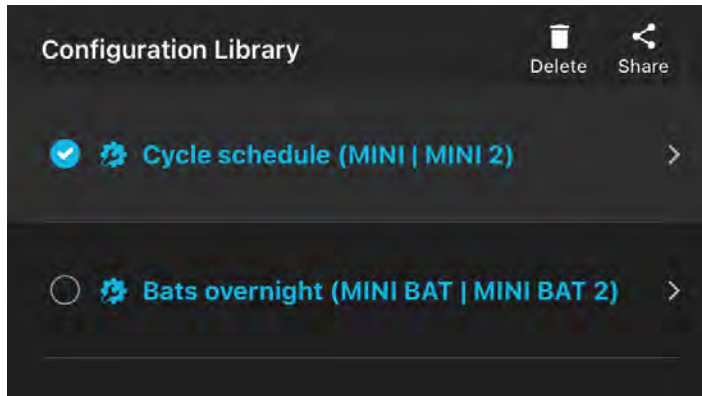 Configuration Library
Delete Share
Cycle schedule (MINI | MINI 2)
Bats overnight (MINI BAT | MINI BAT 2)